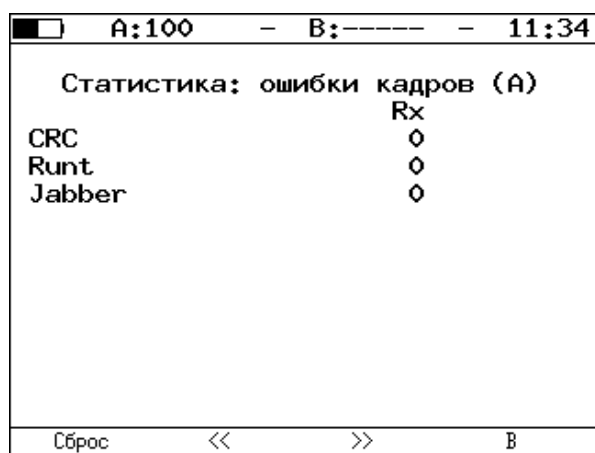 A:100 – B:----- – 11:34
Статистика: ошибки кадров (A)
Rx
CRC 0
Runt 0
Jabber 0
Сброс << >> B